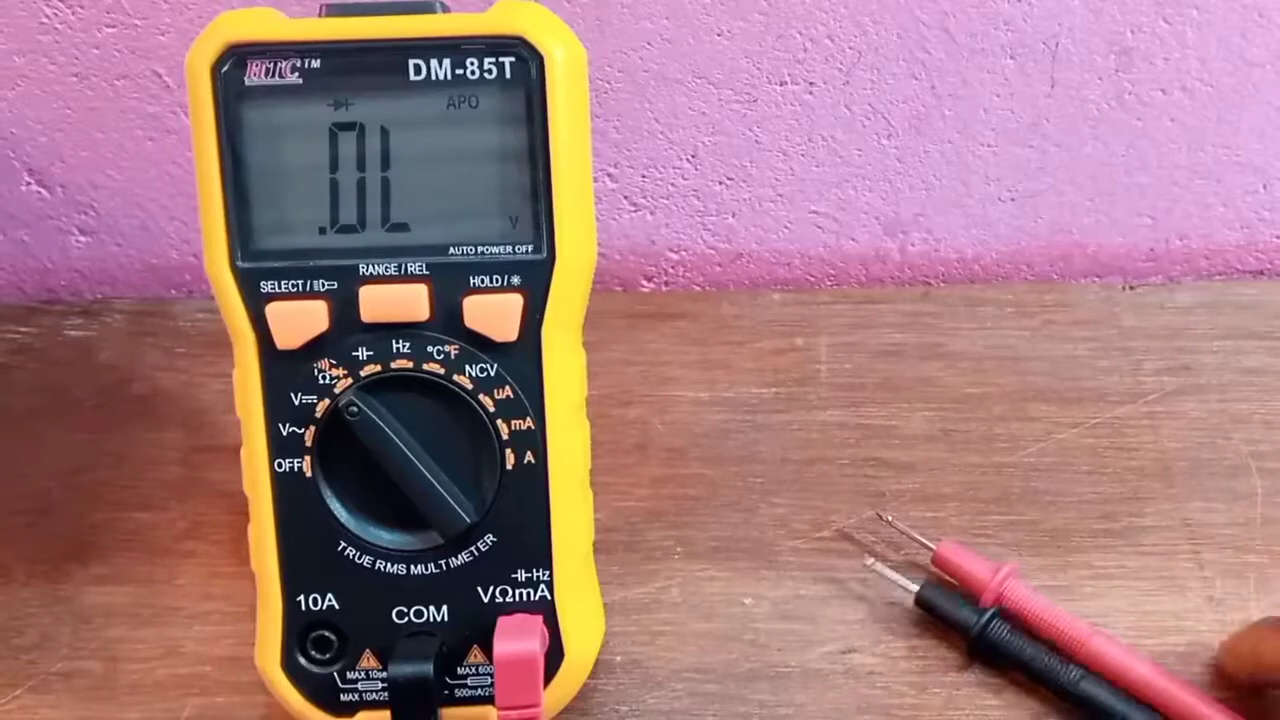 HTC™ DM-85T
APO
.0L
V
AUTO POWER OFF
RANGE / REL
SELECT / HOLD /
Hz
°C°F
NCV
Ω
uA
V
mA
V~
OFF
A
TRUE RMS MULTIMETER
Hz
10A
COM
VΩmA
MAX 10se
MAX 600
MAX 10A/25
500mA/25